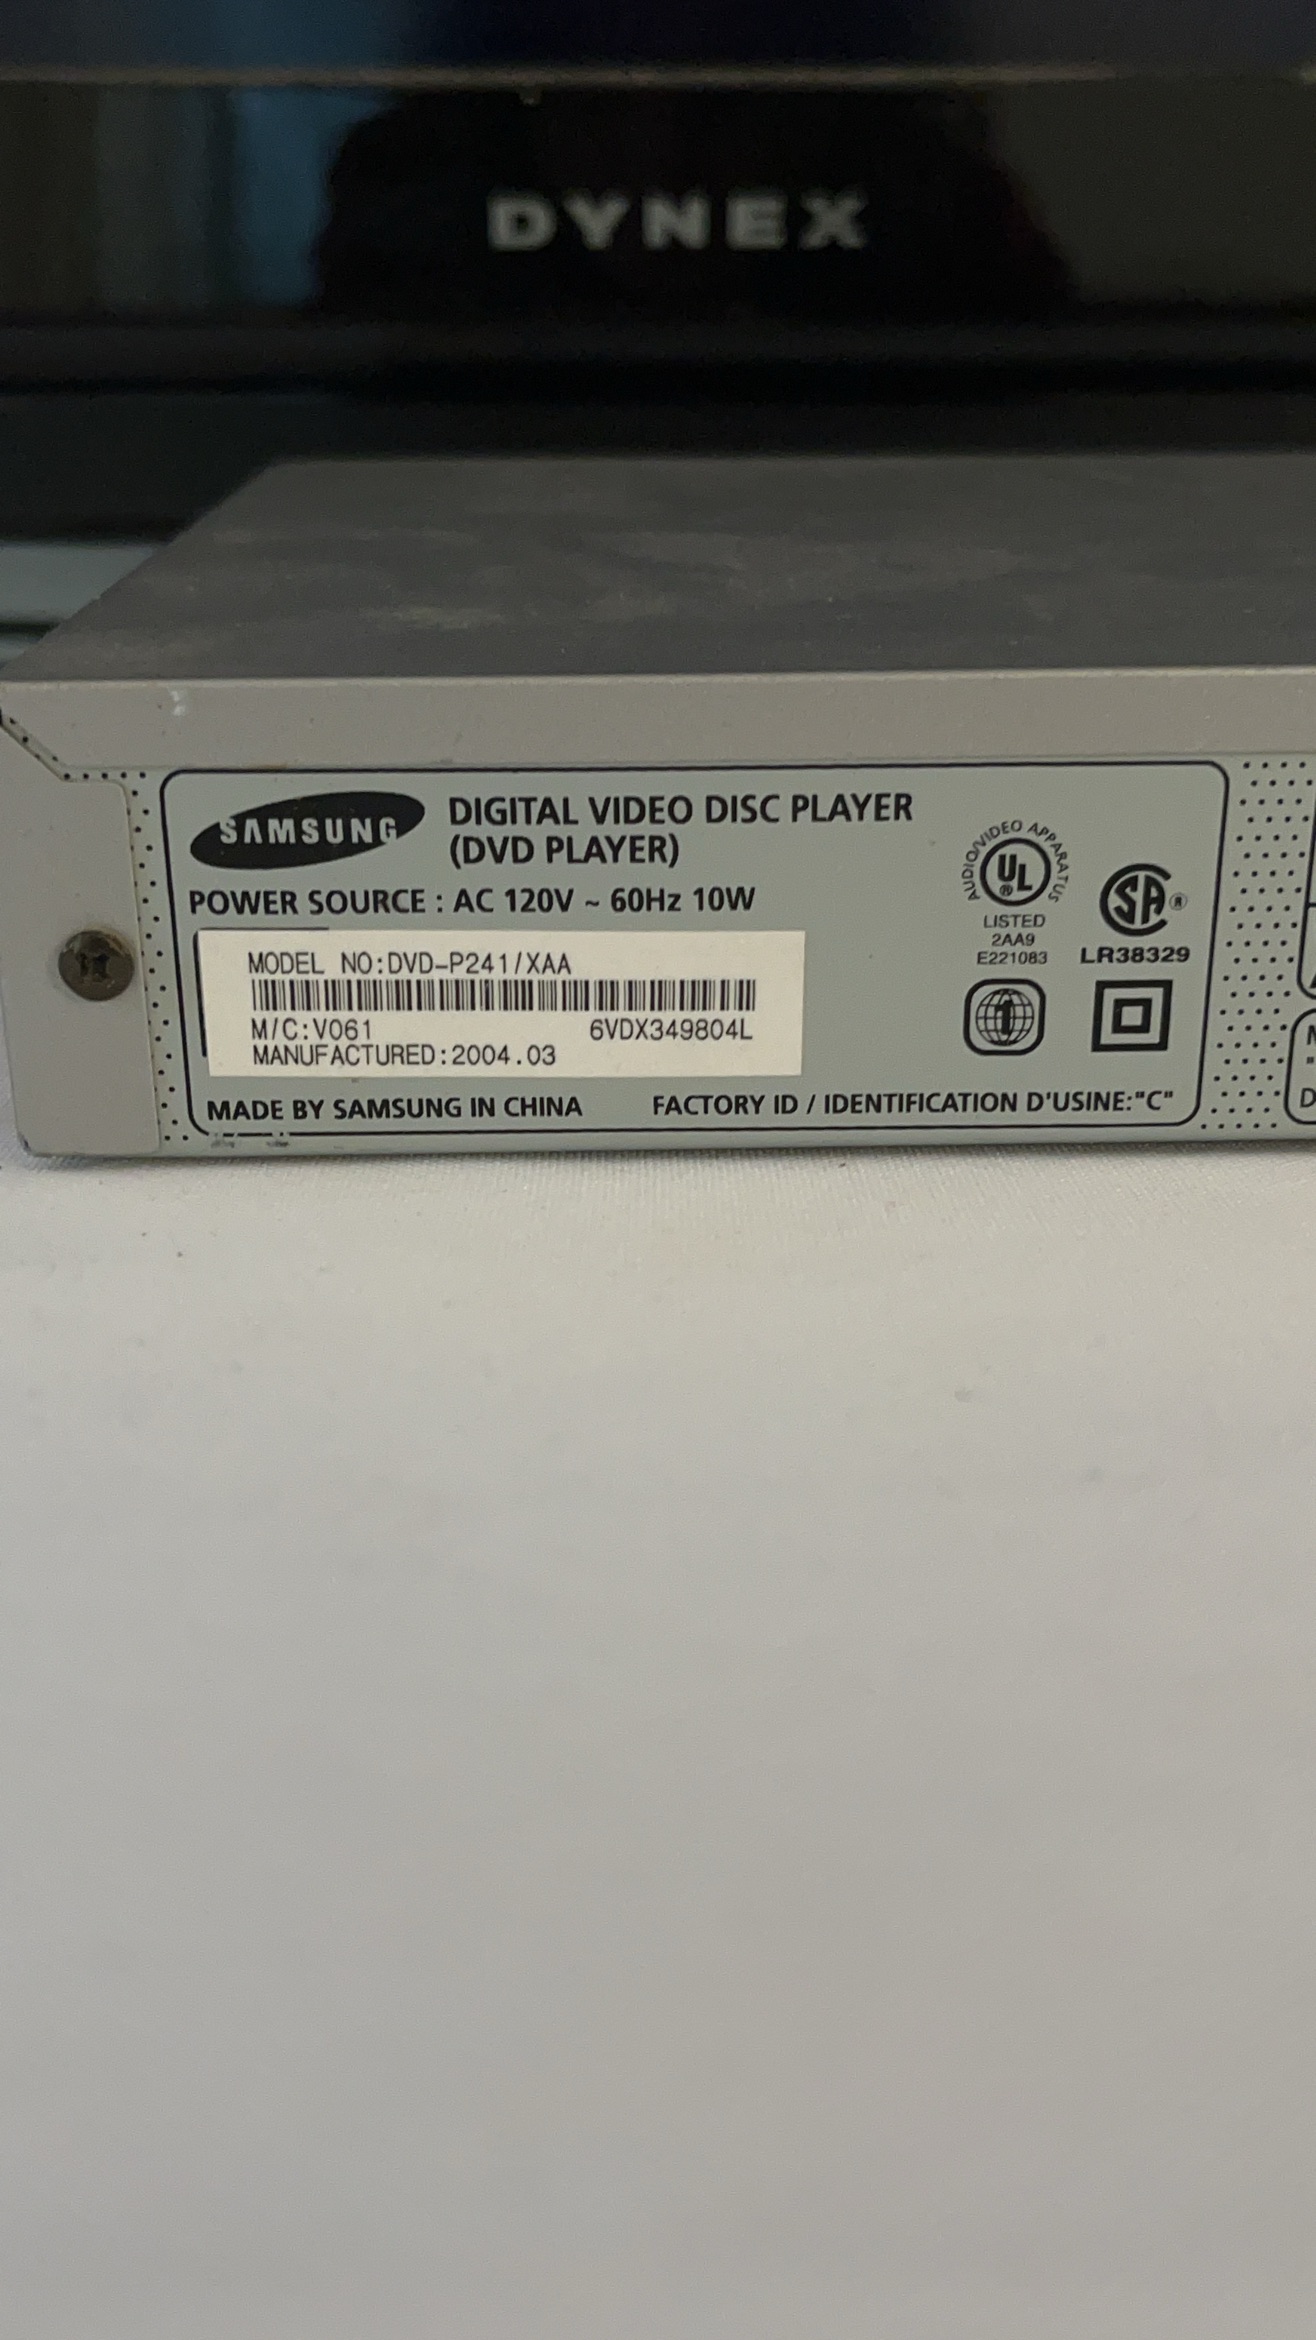 DYNEX
SAMSUNG
DIGITAL VIDEO DISC PLAYER
(DVD PLAYER)
POWER SOURCE : AC 120V ~ 60Hz 10W
MODEL NO:DVD-P241/XAA
M/C:V061 6VDX349804L
MANUFACTURED:2004.03
MADE BY SAMSUNG IN CHINA FACTORY ID / IDENTIFICATION D'USINE:"C"
AUDIO/VIDEO APPARATUS
UL ®
LISTED
2AA9
E221083
SA ®
LR38329
1